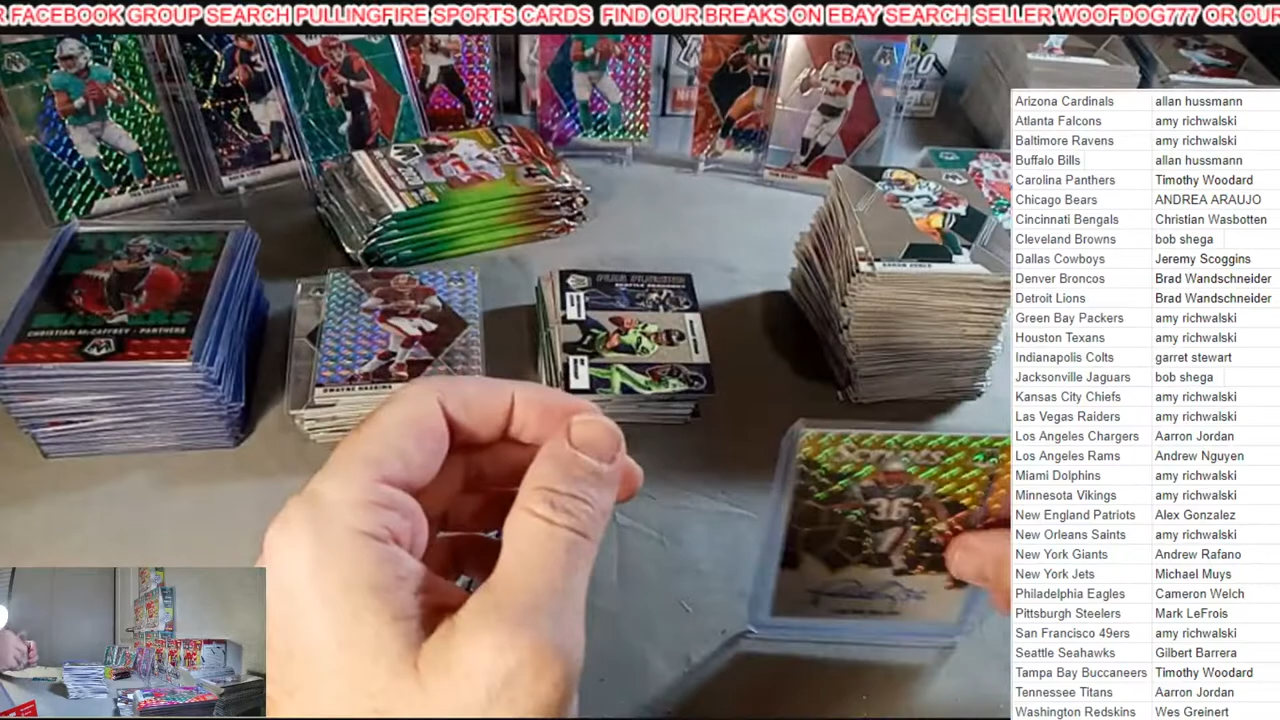 R FACEBOOK GROUP SEARCH PULLINGFIRE SPORTS CARDS  FIND OUR BREAKS ON EBAY SEARCH SELLER WOOFDOG777 OR OUR
CHRISTIAN McCAFFREY - PANTHERS
DWAYNE HASKINS
AARON JONES
36
Arizona Cardinals allan hussmann
Atlanta Falcons amy richwalski
Baltimore Ravens amy richwalski
Buffalo Bills allan hussmann
Carolina Panthers Timothy Woodard
Chicago Bears ANDREA ARAUJO
Cincinnati Bengals Christian Wasbotten
Cleveland Browns bob shega
Dallas Cowboys Jeremy Scoggins
Denver Broncos Brad Wandschneider
Detroit Lions Brad Wandschneider
Green Bay Packers amy richwalski
Houston Texans amy richwalski
Indianapolis Colts garret stewart
Jacksonville Jaguars bob shega
Kansas City Chiefs amy richwalski
Las Vegas Raiders amy richwalski
Los Angeles Chargers Aarron Jordan
Los Angeles Rams Andrew Nguyen
Miami Dolphins amy richwalski
Minnesota Vikings amy richwalski
New England Patriots Alex Gonzalez
New Orleans Saints amy richwalski
New York Giants Andrew Rafano
New York Jets Michael Muys
Philadelphia Eagles Cameron Welch
Pittsburgh Steelers Mark LeFrois
San Francisco 49ers amy richwalski
Seattle Seahawks Gilbert Barrera
Tampa Bay Buccaneers Timothy Woodard
Tennessee Titans Aarron Jordan
Washington Redskins Wes Greinert